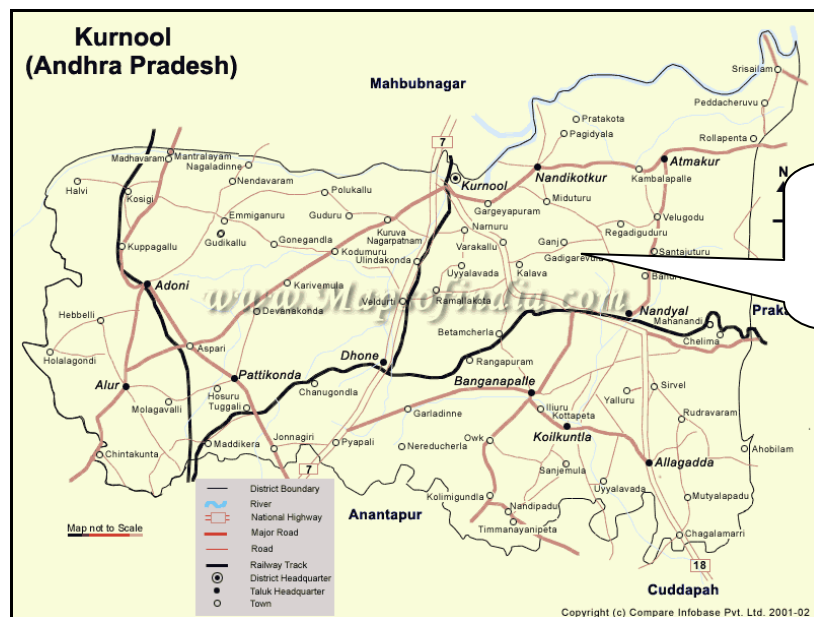 Kurnool
(Andhra Pradesh)
Mahbubnagar
Srisailam
Peddacheruvu
Pratakota
Pagidyala
Rollapenta
7
Madhavaram
Mantralayam
Nagaladinne
Atmakur
N
Nandikotkur
Kambalapalle
Halvi
Kosigi
Nendavaram
Polukallu
Kurnool
Gargeyapuram
Miduturu
Emmiganuru
Guduru
Kuruva
Nagarpatnam
Narnuru
Velugodu
Regadiguduru
Kuppagallu
Gudikallu
Gonegandla
Kodumuru
Varakallu
Ganj
Ulindakonda
Gadigarevula
Santajuturu
Adoni
Karivemula
Uyyalavada
Kalava
Veldurti
Ramallakota
www.Mapsofindia.com
Hebbelli
Devanakonda
Nandyal
Mahanandi
Betamcherla
Chelima
Holalagondi
Aspari
Dhone
Rangapuram
Alur
Pattikonda
Chanugondla
Banganapalle
Sirvel
Yalluru
Molagavalli
Hosuru
Tuggali
Garladinne
Illuru
Kottapeta
Rudravaram
Chintakunta
Maddikera
Jonnagiri
Pyapali
Nereducherla
Owk
Koilkuntla
Ahobilam
7
Sanjemula
Allagadda
Kolimigundla
Uyyalavada
Mutyalapadu
Nandipadu
Timmanayanipeta
Anantapur
Chagalamarri
18
Cuddapah
Map not to Scale
District Boundary
River
National Highway
Major Road
Road
Railway Track
District Headquarter
Taluk Headquarter
Town
Copyright (c) Compare Infobase Pvt. Ltd. 2001-02